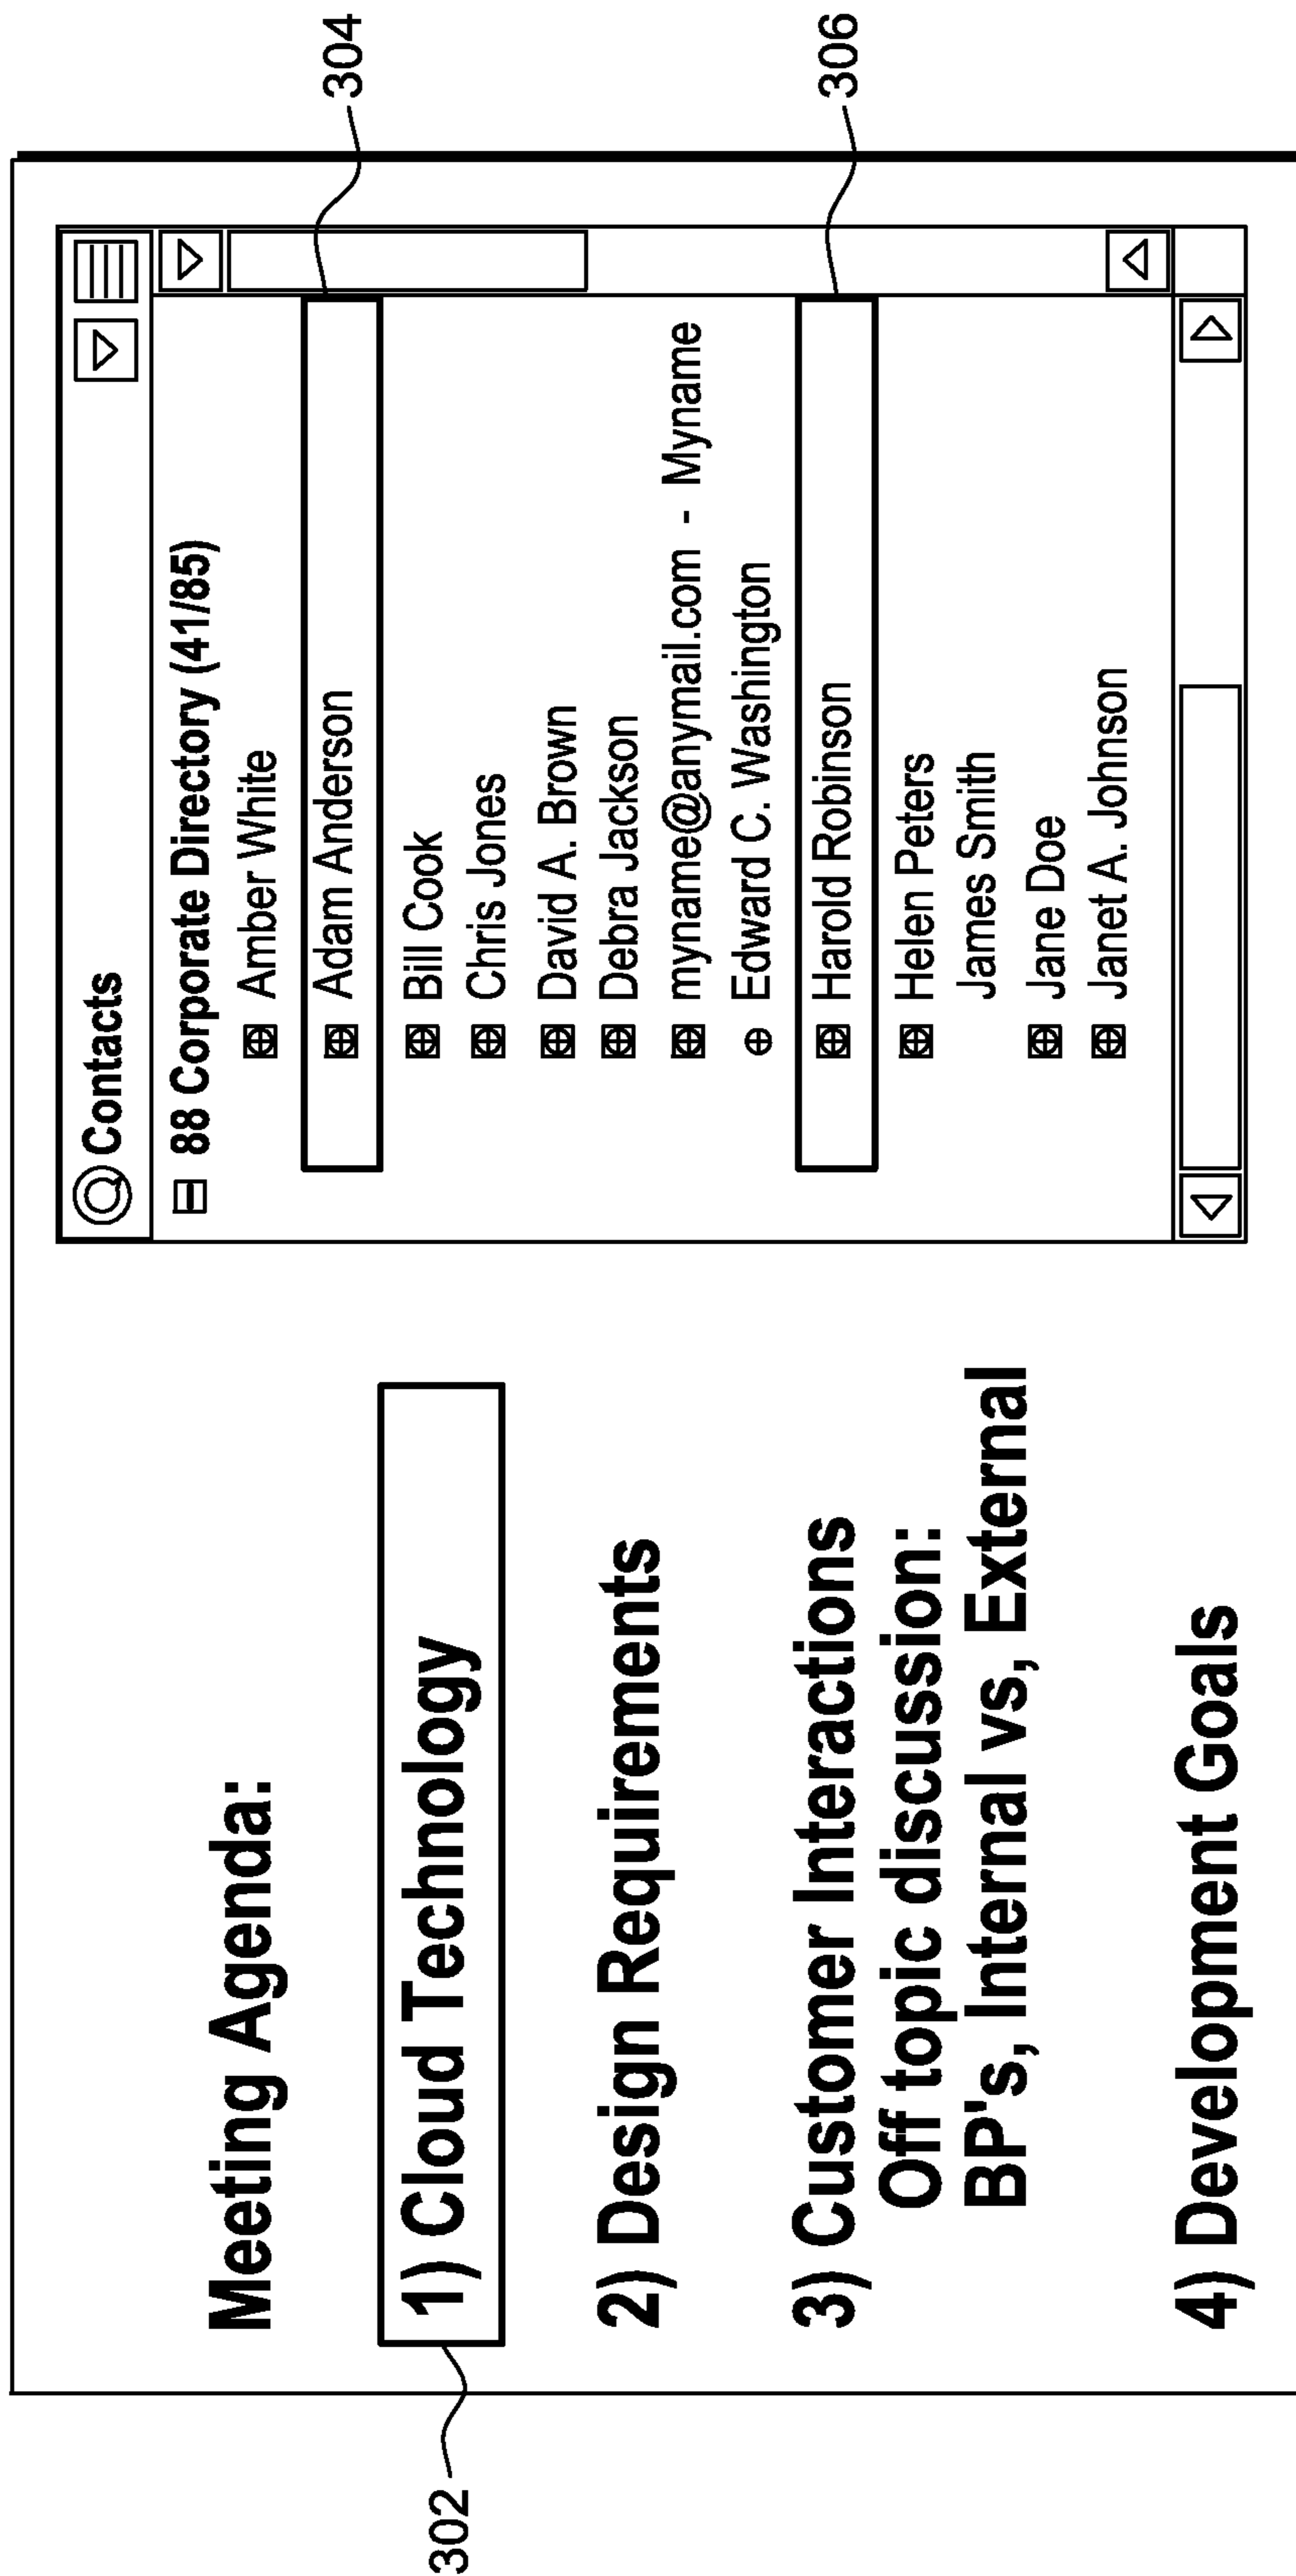 Meeting Agenda:
302
1) Cloud Technology
2) Design Requirements
3) Customer Interactions
Off topic discussion:
BP's, Internal vs, External
4) Development Goals
Contacts
88 Corporate Directory (41/85)
Amber White
304
Adam Anderson
Bill Cook
Chris Jones
David A. Brown
Debra Jackson
myname@anymail.com - Myname
Edward C. Washington
306
Harold Robinson
Helen Peters
James Smith
Jane Doe
Janet A. Johnson